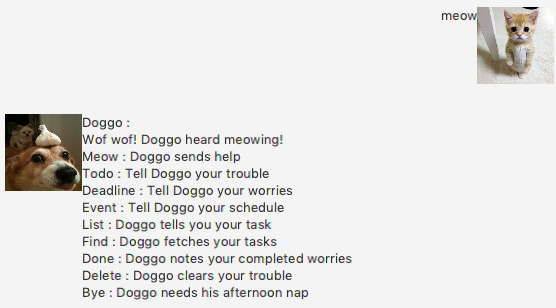 meow
Doggo :
Wof wof! Doggo heard meowing!
Meow : Doggo sends help
Todo : Tell Doggo your trouble
Deadline : Tell Doggo your worries
Event : Tell Doggo your schedule
List : Doggo tells you your task
Find : Doggo fetches your tasks
Done : Doggo notes your completed worries
Delete : Doggo clears your trouble
Bye : Doggo needs his afternoon nap